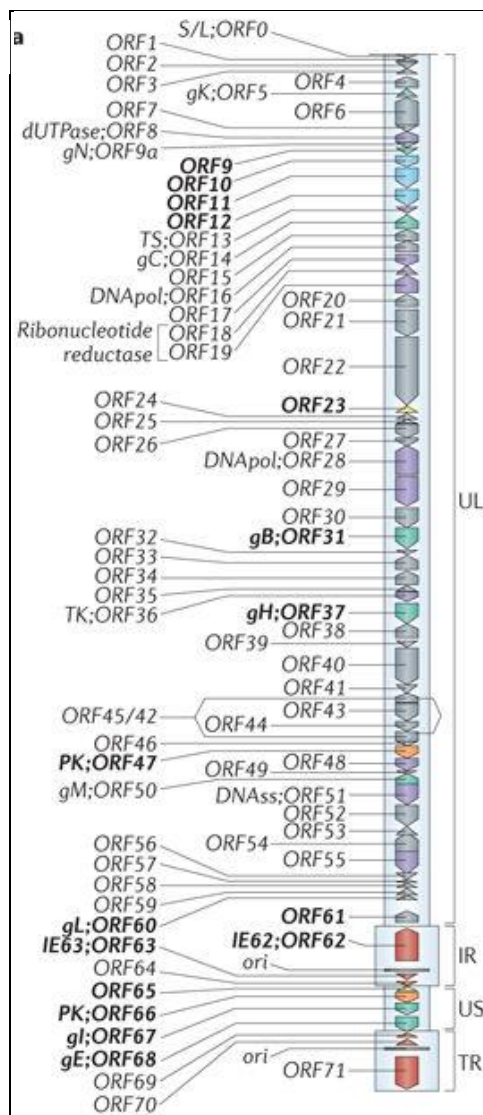 a
S/L;ORF0
ORF1
ORF2
ORF3
ORF4
gK;ORF5
ORF6
ORF7
dUTPase;ORF8
gN;ORF9a
ORF9
ORF10
ORF11
ORF12
TS;ORF13
gC;ORF14
ORF15
DNApol;ORF16
ORF17
Ribonucleotide reductase
ORF18
ORF19
ORF20
ORF21
ORF22
ORF23
ORF24
ORF25
ORF26
ORF27
DNApol;ORF28
ORF29
ORF30
gB;ORF31
ORF32
ORF33
ORF34
ORF35
TK;ORF36
gH;ORF37
ORF38
ORF39
ORF40
ORF41
ORF43
ORF45/42
ORF44
ORF46
PK;ORF47
ORF48
ORF49
gM;ORF50
DNAss;ORF51
ORF52
ORF53
ORF54
ORF55
ORF56
ORF57
ORF58
ORF59
gL;ORF60
ORF61
IE63;ORF63
IE62;ORF62
ori
ORF64
ORF65
PK;ORF66
gI;ORF67
gE;ORF68
ORF69
ori
ORF70
ORF71
UL
IR
US
TR